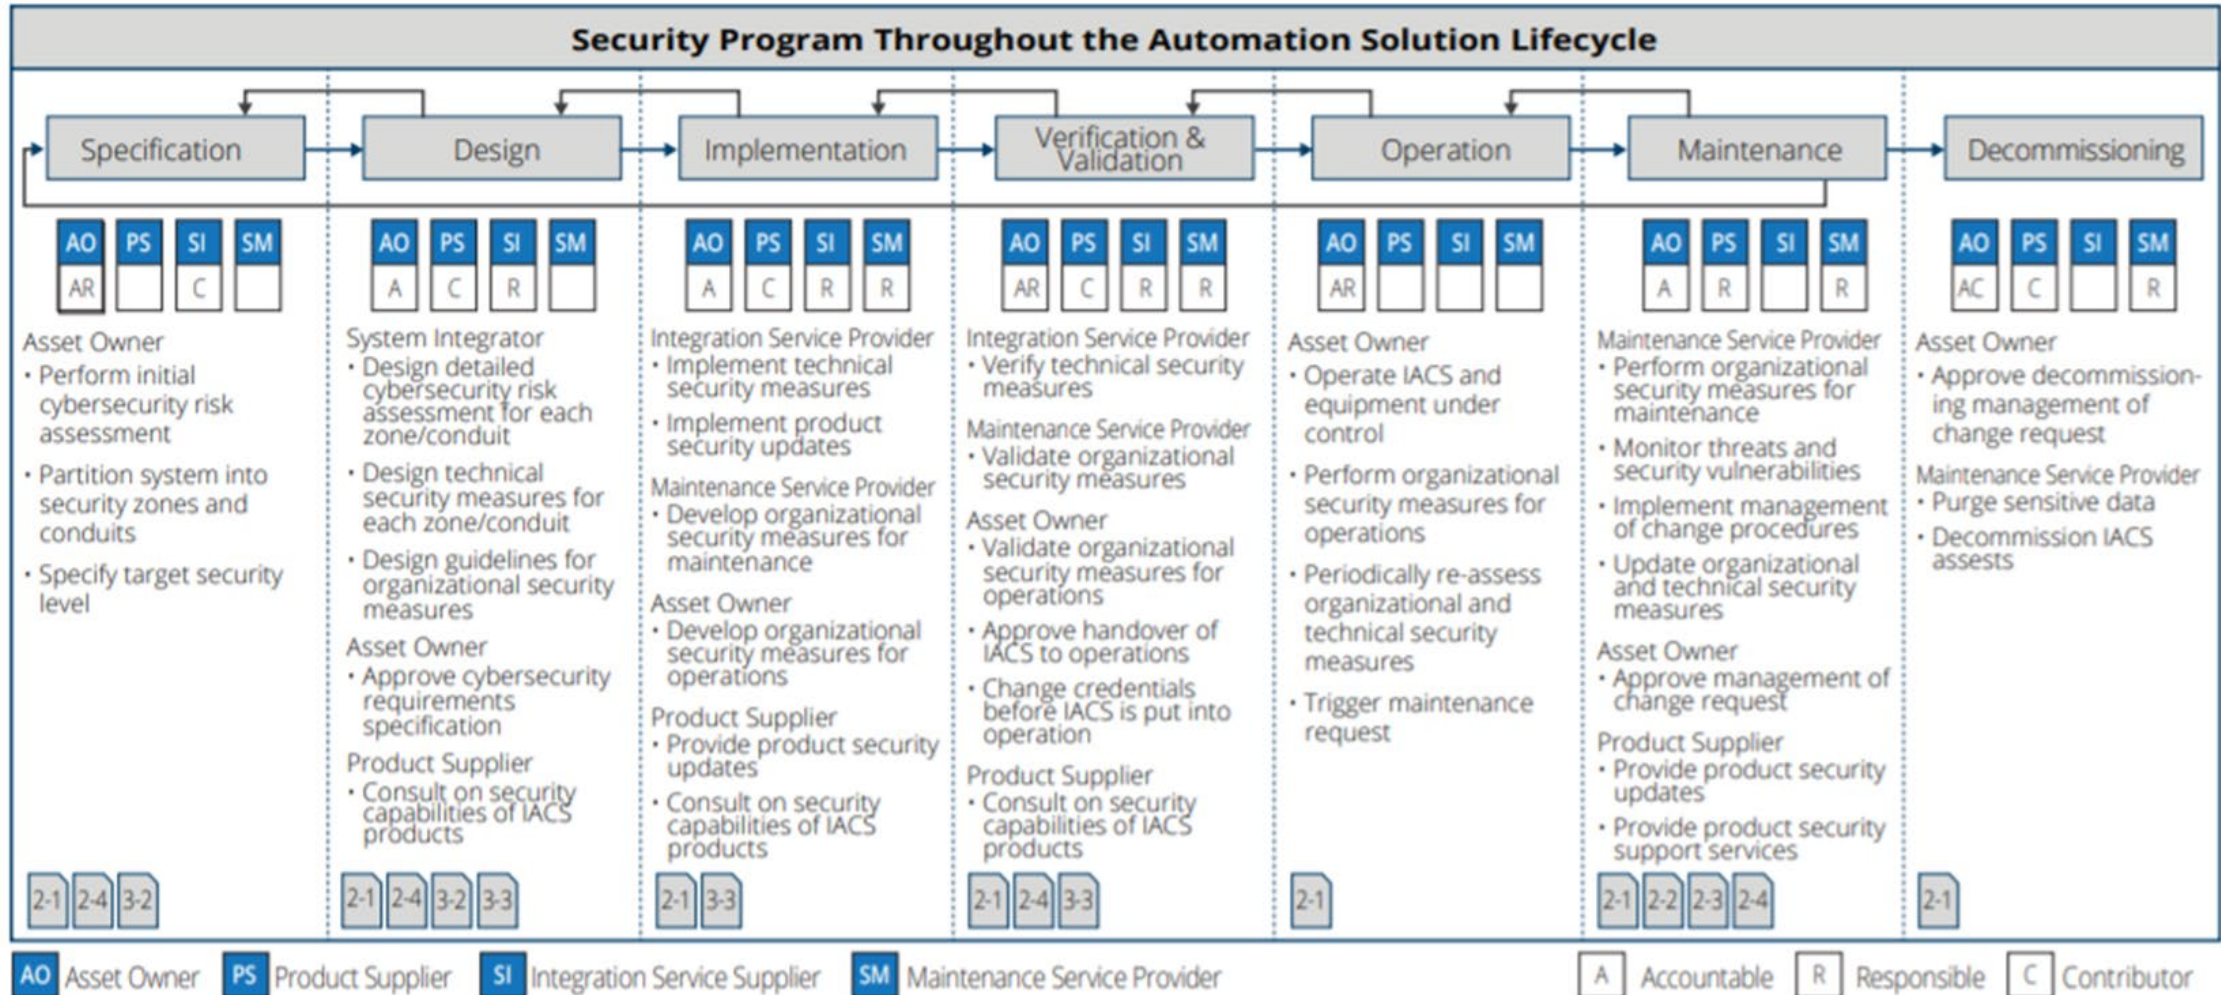 Security Program Throughout the Automation Solution Lifecycle
Specification
Design
Implementation
Verification &
Validation
Operation
Maintenance
Decommissioning
AO PS SI SM
AR C
Asset Owner
· Perform initial
cybersecurity risk
assessment
· Partition system into
security zones and
conduits
· Specify target security
level
2-1 2-4 3-2
AO PS SI SM
A C R
System Integrator
· Design detailed
cybersecurity risk
assessment for each
zone/conduit
· Design technical
security measures for
each zone/conduit
· Design guidelines for
organizational security
measures
Asset Owner
· Approve cybersecurity
requirements
specification
Product Supplier
· Consult on security
capabilities of IACS
products
2-1 2-4 3-2 3-3
AO PS SI SM
A C R R
Integration Service Provider
· Implement technical
security measures
· Implement product
security updates
Maintenance Service Provider
· Develop organizational
security measures for
maintenance
Asset Owner
· Develop organizational
security measures for
operations
Product Supplier
· Provide product security
updates
· Consult on security
capabilities of IACS
products
2-1 3-3
AO PS SI SM
AR C R R
Integration Service Provider
· Verify technical security
measures
Maintenance Service Provider
· Validate organizational
security measures
Asset Owner
· Validate organizational
security measures for
operations
· Approve handover of
IACS to operations
· Change credentials
before IACS is put into
operation
Product Supplier
· Consult on security
capabilities of IACS
products
2-1 2-4 3-3
AO PS SI SM
AR
Asset Owner
· Operate IACS and
equipment under
control
· Perform organizational
security measures for
operations
· Periodically re-assess
organizational and
technical security
measures
· Trigger maintenance
request
2-1
AO PS SI SM
A R R
Maintenance Service Provider
· Perform organizational
security measures for
maintenance
· Monitor threats and
security vulnerabilities
· Implement management
of change procedures
· Update organizational
and technical security
measures
Asset Owner
· Approve management of
change request
Product Supplier
· Provide product security
updates
· Provide product security
support services
2-1 2-2 2-3 2-4
AO PS SI SM
AC C R
Asset Owner
· Approve decommission-
ing management of
change request
Maintenance Service Provider
· Purge sensitive data
· Decommission IACS
assests
2-1
AO Asset Owner PS Product Supplier SI Integration Service Supplier SM Maintenance Service Provider A Accountable R Responsible C Contributor